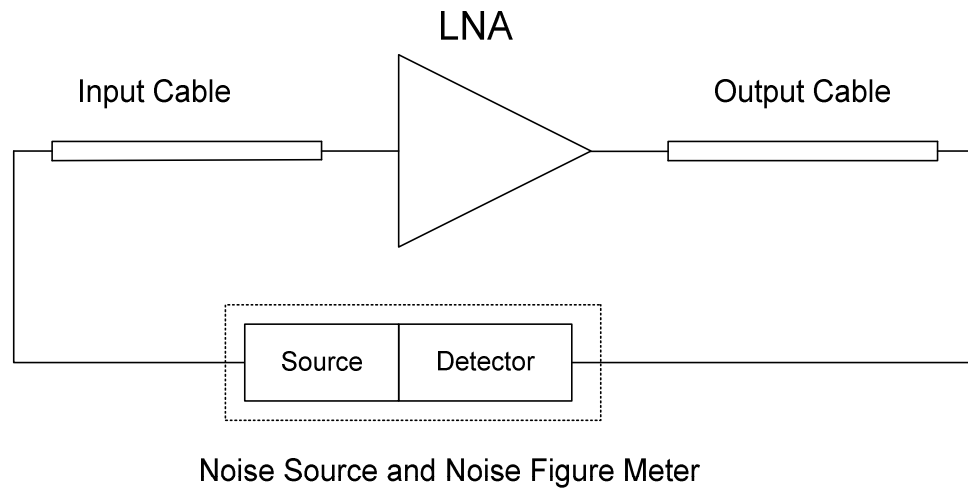 LNA
Input Cable
Output Cable
Source
Detector
Noise Source and Noise Figure Meter